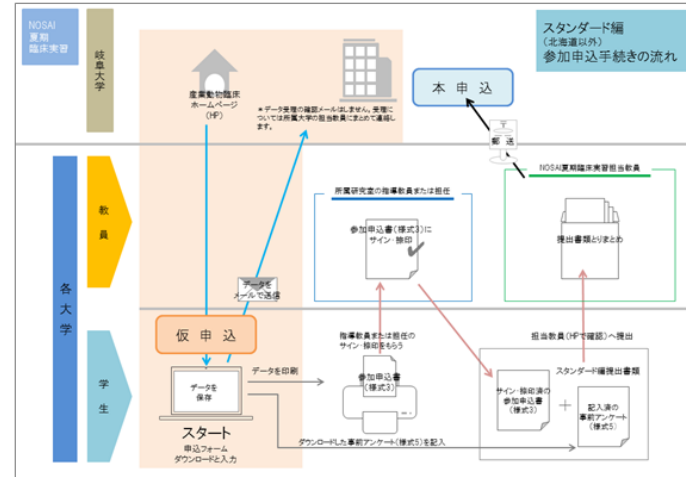 NOSAI
夏期
臨床実習
岐阜大学
スタンダード編
(北海道以外)
参加申込手続きの流れ
産業動物臨床
ホームページ
(HP)
*データ受理の確認メールはしません。受理に
ついては所属大学の担当教員にまとめて連絡し
ます。
本申込
郵送
各大学
教員
所属研究室の指導教員または担任
参加申込書(様式3)に
サイン・捺印
NOSAI夏期臨床実習担当教員
提出書類とりまとめ
データを
メールで送信
学生
仮申込
データを
保存
スタート
申込フォーム
ダウンロードと入力
データを印刷
指導教員または担任の
サイン・捺印をもらう
参加申込書
(様式3)
ダウンロードした事前アンケート(様式5)を記入
担当教員(HPで確認)へ提出
スタンダード編提出書類
サイン・捺印済の
参加申込書
(様式3)
+
記入済の
事前アンケート
(様式5)